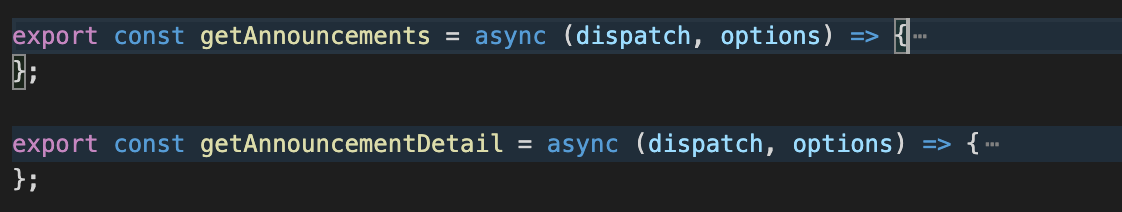 export const getAnnouncements = async (dispatch, options) => {⋯
};
export const getAnnouncementDetail = async (dispatch, options) => {⋯
};